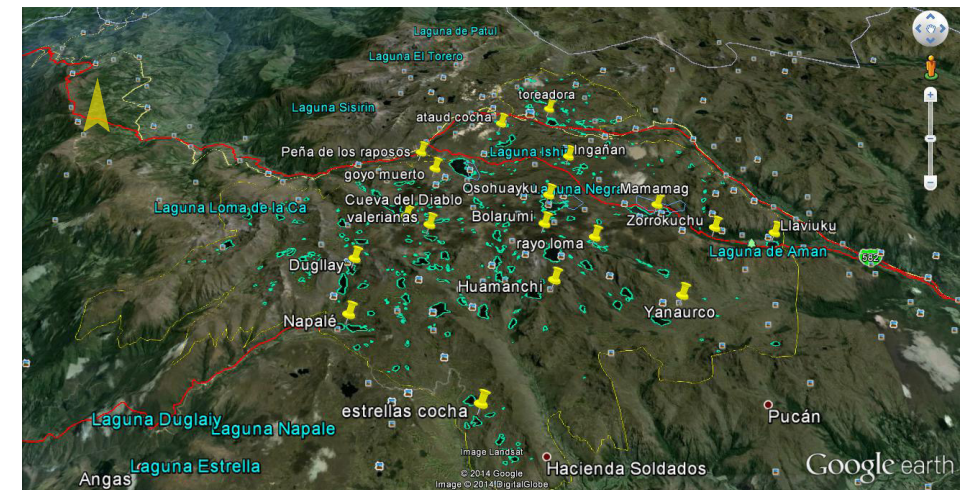 Laguna de Patul
Laguna El Torero
toreadora
Laguna Sisirin
ataud-cocha
Peña de los raposos
Laguna Ishi
Ingañan
goyo muerto
Osohuayku
aguna Negra
Mamamag
Cueva del Diablo
Laguna Loma de la Ca
valerianas
Bolarumi
Zorrokuchu
Llaviuku
rayo loma
Laguna de Aman
582
Dugllay
Huamanchi
Yanaurco
Napalé
estrellas cocha
Pucán
Laguna Duglaiy
Laguna Napale
Image Landsat
Laguna Estrella
Hacienda Soldados
Google earth
Angas
© 2014 Google
Image © 2014 DigitalGlobe